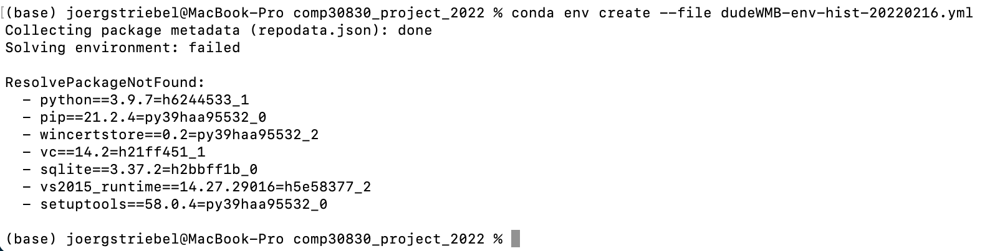 (base) joergstriebel@MacBook-Pro comp30830_project_2022 % conda env create --file dudeWMB-env-hist-20220216.yml
Collecting package metadata (repodata.json): done
Solving environment: failed
ResolvePackageNotFound:
- python==3.9.7=h6244533_1
- pip==21.2.4=py39haa95532_0
- wincertstore==0.2=py39haa95532_2
- vc==14.2=h21ff451_1
- sqlite==3.37.2=h2bbff1b_0
- vs2015_runtime==14.27.29016=h5e58377_2
- setuptools==58.0.4=py39haa95532_0
(base) joergstriebel@MacBook-Pro comp30830_project_2022 %